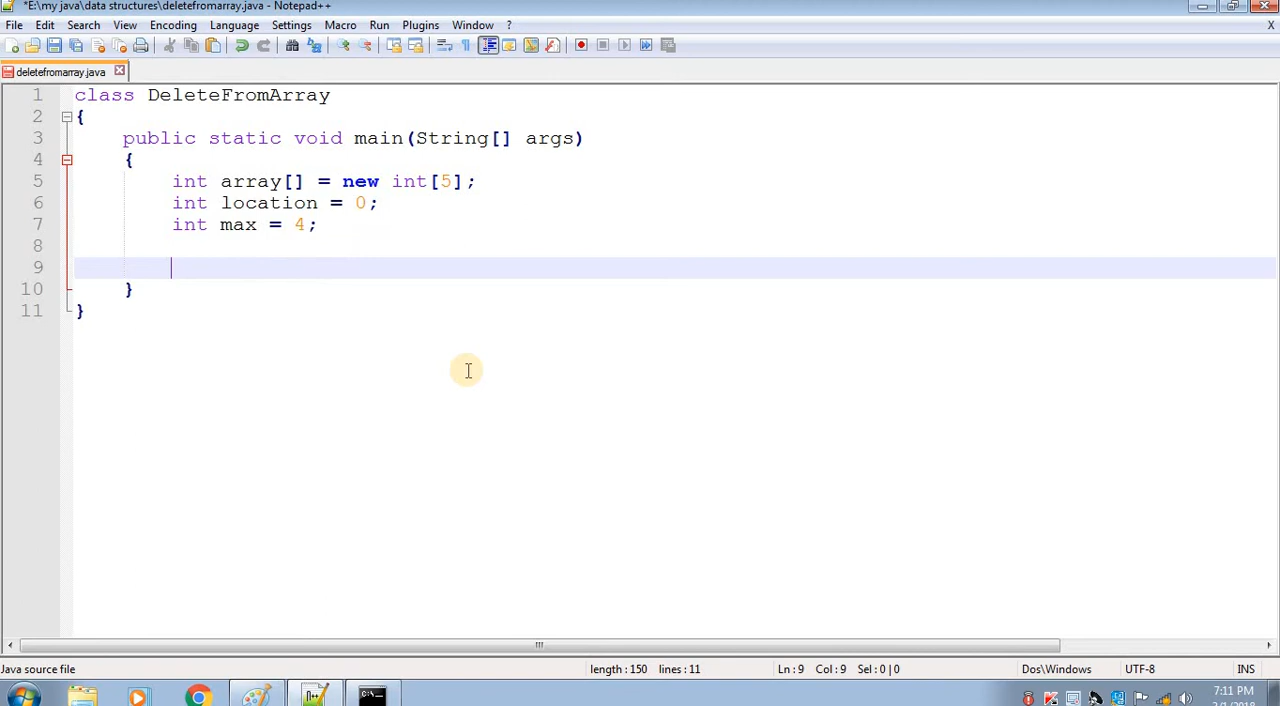 *E:\my java\data structures\deletefromarray.java - Notepad++
File Edit Search View Encoding Language Settings Macro Run Plugins Window ? X
deletefromarray.java
1 class DeleteFromArray
2 {
3 public static void main(String[] args)
4 {
5 int array[] = new int[5];
6 int location = 0;
7 int max = 4;
8
9
10 }
11 }
Java source file length : 150 lines : 11 Ln : 9 Col : 9 Sel : 0 | 0 Dos\Windows UTF-8 INS
7:11 PM